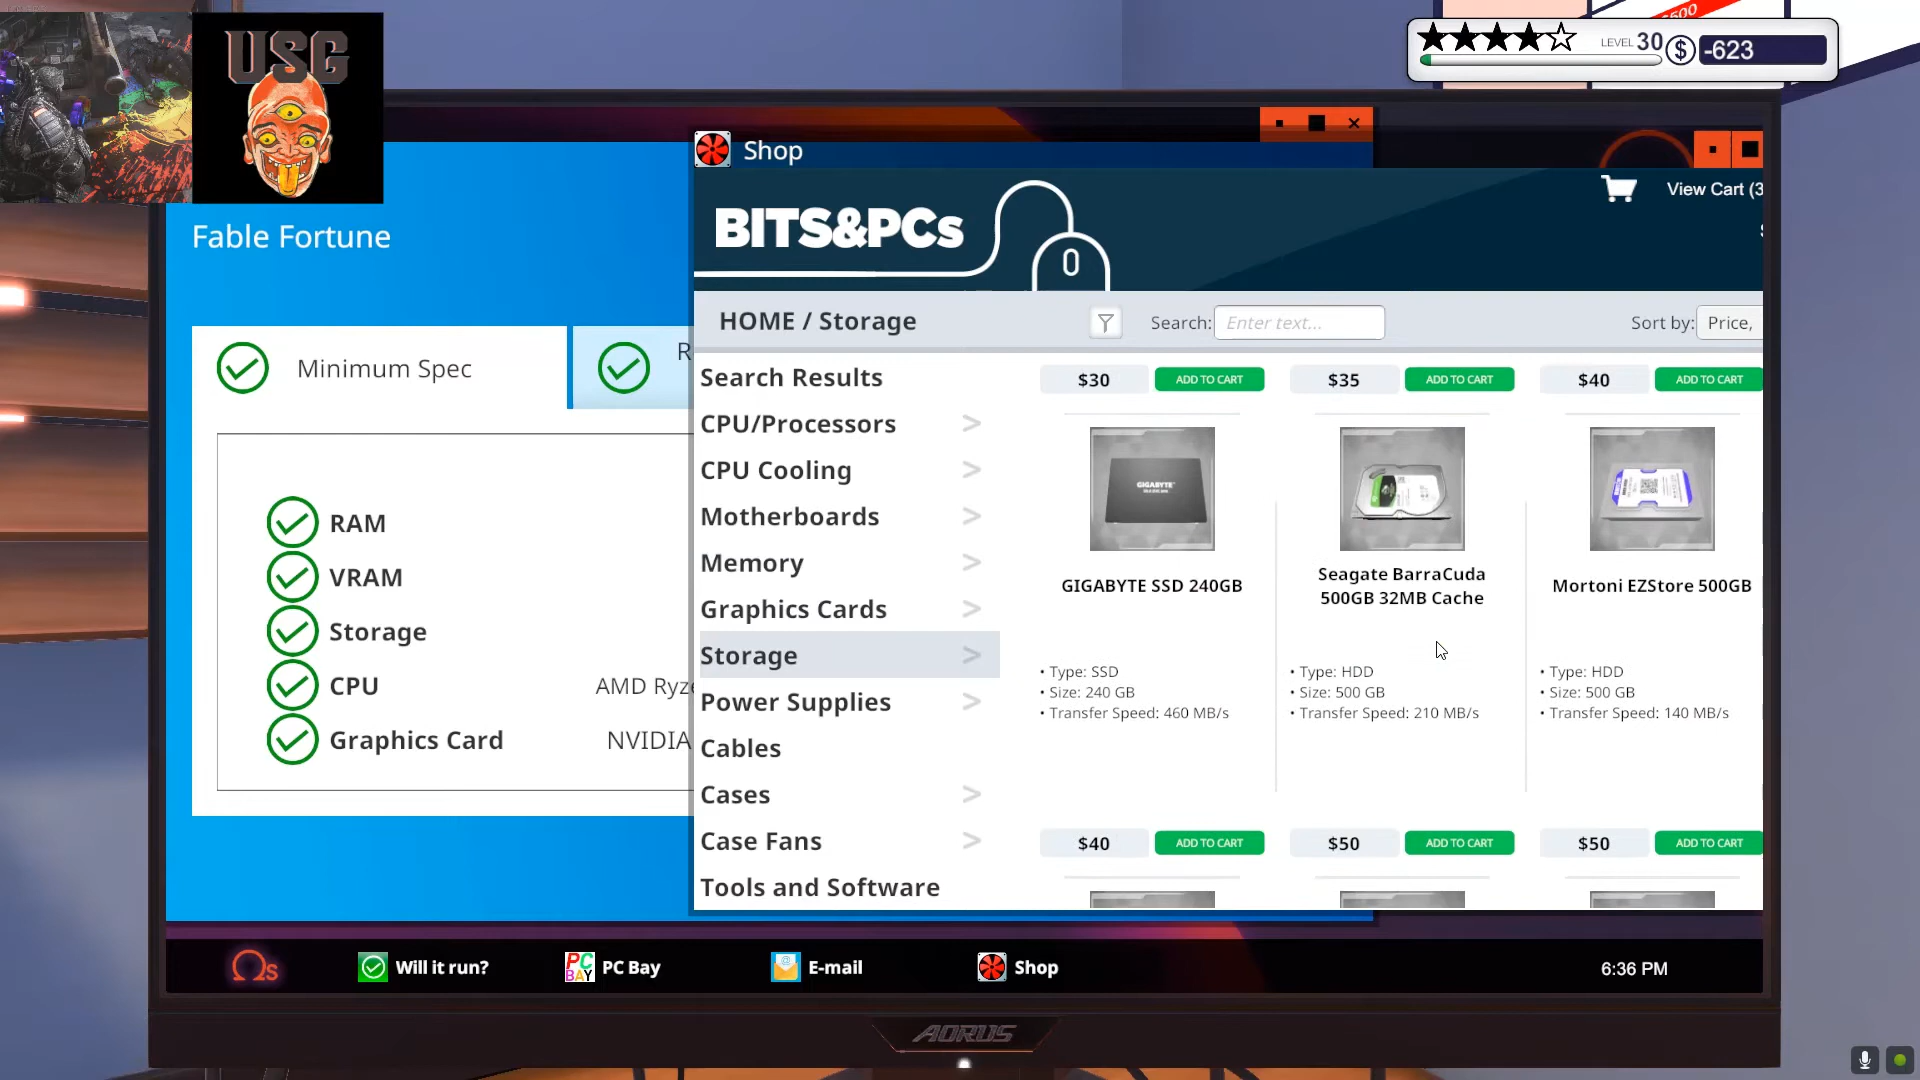 USG
LEVEL 30
$ -623
Shop
BITS&PCs
View Cart (3
Fable Fortune
HOME / Storage
Search:
Enter text...
Sort by:
Price,
Minimum Spec
R
Search Results
CPU/Processors >
CPU Cooling >
Motherboards >
Memory >
Graphics Cards >
Storage >
Power Supplies >
Cables
Cases >
Case Fans >
Tools and Software
RAM
VRAM
Storage
CPU
AMD Ryze
Graphics Card
NVIDIA
$30
ADD TO CART
$35
ADD TO CART
$40
ADD TO CART
GIGABYTE
GIGABYTE SSD 240GB
• Type: SSD
• Size: 240 GB
• Transfer Speed: 460 MB/s
Seagate BarraCuda
500GB 32MB Cache
• Type: HDD
• Size: 500 GB
• Transfer Speed: 210 MB/s
Mortoni EZStore 500GB
• Type: HDD
• Size: 500 GB
• Transfer Speed: 140 MB/s
$40
ADD TO CART
$50
ADD TO CART
$50
ADD TO CART
Ωs
Will it run?
PC BAY
PC Bay
E-mail
Shop
6:36 PM
AORUS